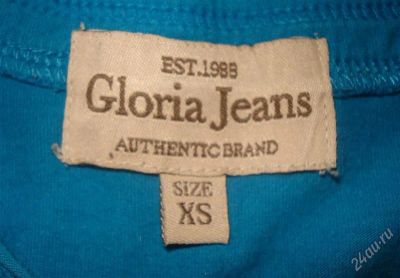 EST.1988
Gloria Jeans
AUTHENTIC BRAND
SIZE
XS
24au.ru